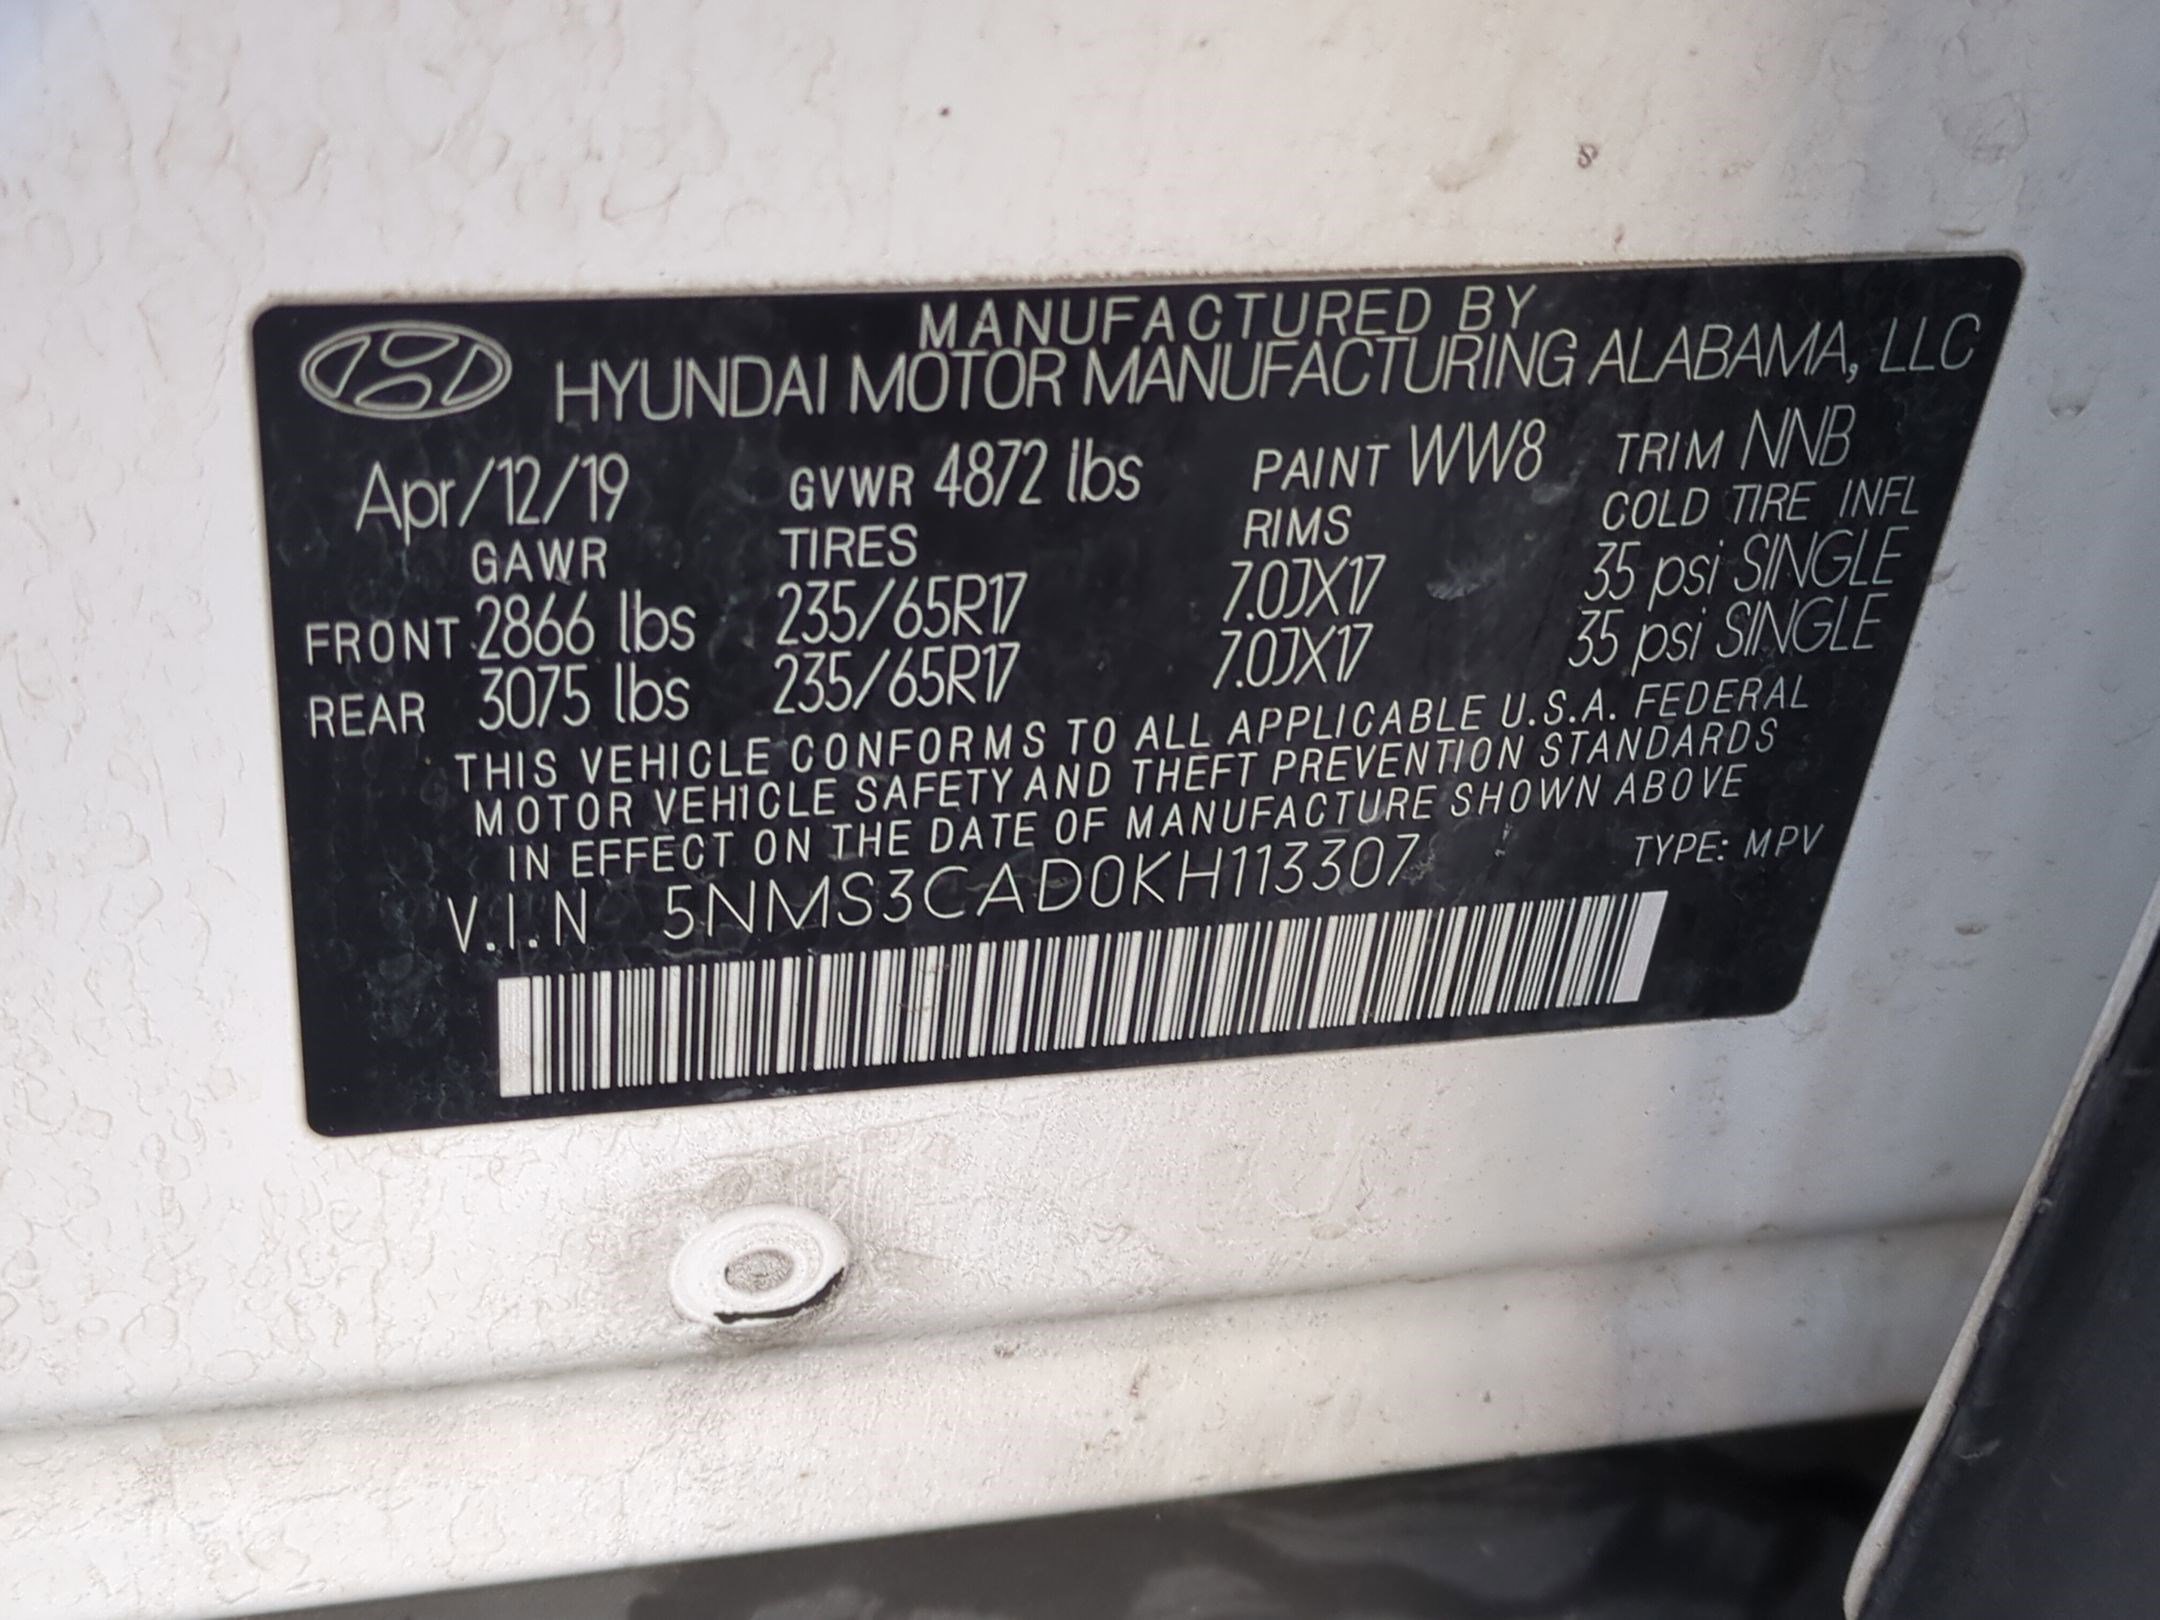 MANUFACTURED BY
HYUNDAI MOTOR MANUFACTURING ALABAMA, LLC
Apr/12/19 GVWR 4872 lbs PAINT WW8 TRIM NNB
GAWR TIRES RIMS COLD TIRE INFL
FRONT 2866 lbs 235/65R17 7.0JX17 35 psi SINGLE
REAR 3075 lbs 235/65R17 7.0JX17 35 psi SINGLE
THIS VEHICLE CONFORMS TO ALL APPLICABLE U.S.A. FEDERAL
MOTOR VEHICLE SAFETY AND THEFT PREVENTION STANDARDS
IN EFFECT ON THE DATE OF MANUFACTURE SHOWN ABOVE
V.I.N 5NMS3CAD0KH113307 TYPE: MPV